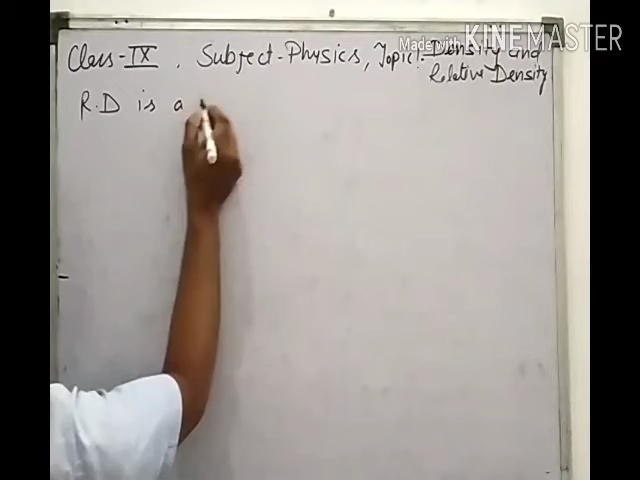 Class-IX . Subject-Physics, Topic:- Density and
Relative Density
R.D is a
Made with KINEMASTER